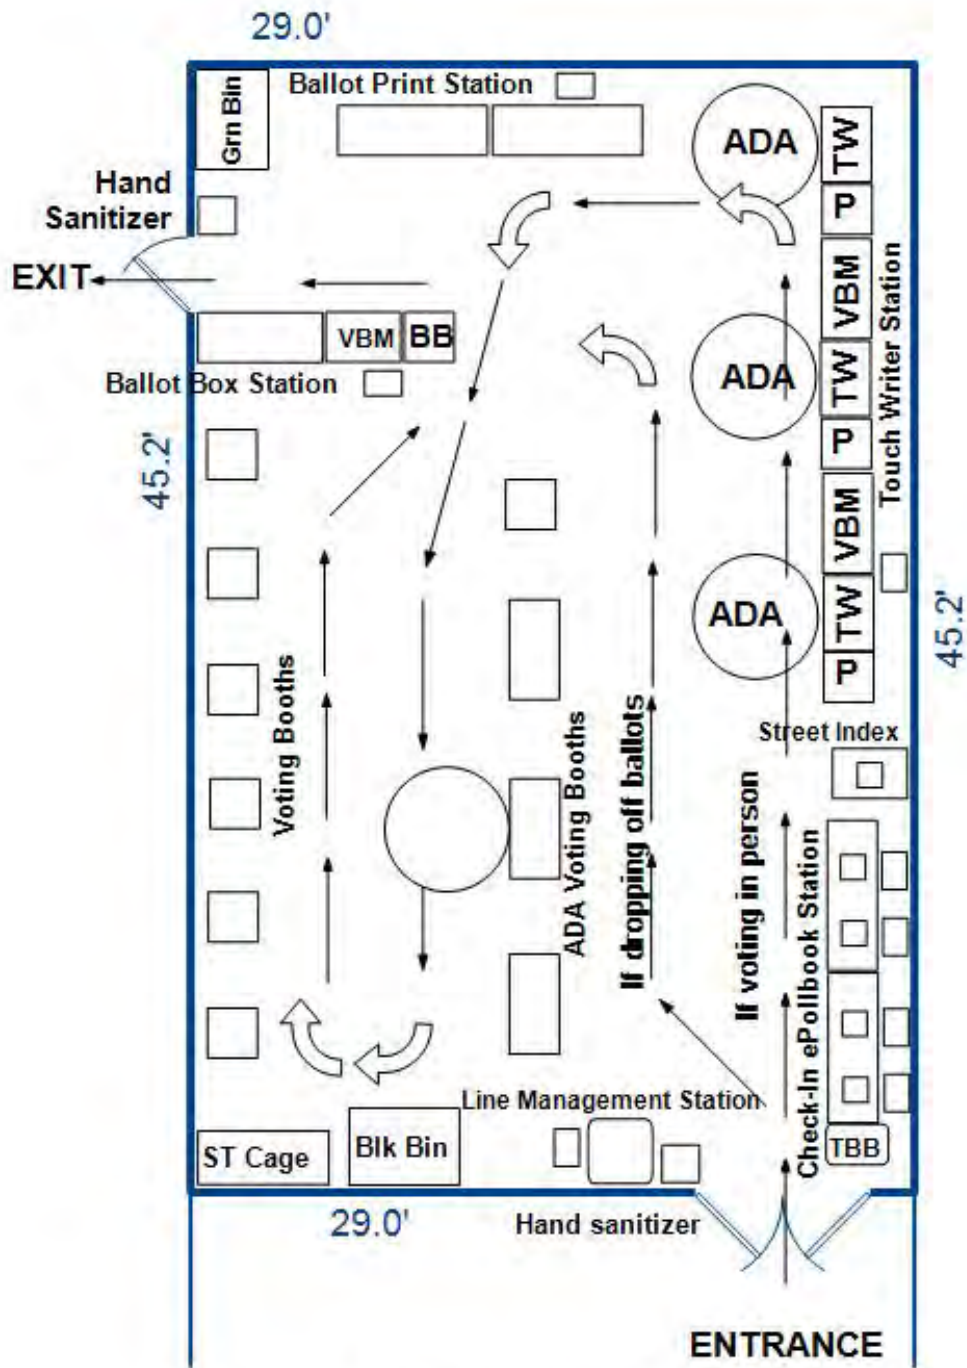 29.0'
Grn Bin
Ballot Print Station
ADA
TW
P
Hand
Sanitizer
EXIT
VBM
Touch Writer Station
VBM
BB
ADA
TW
Ballot Box Station
P
45.2'
VBM
ADA
TW
45.2'
P
Voting Booths
ADA Voting Booths
If dropping off ballots
If voting in person
Street Index
Check-In ePollbook Station
Line Management Station
ST Cage
Blk Bin
TBB
29.0'
Hand sanitizer
ENTRANCE